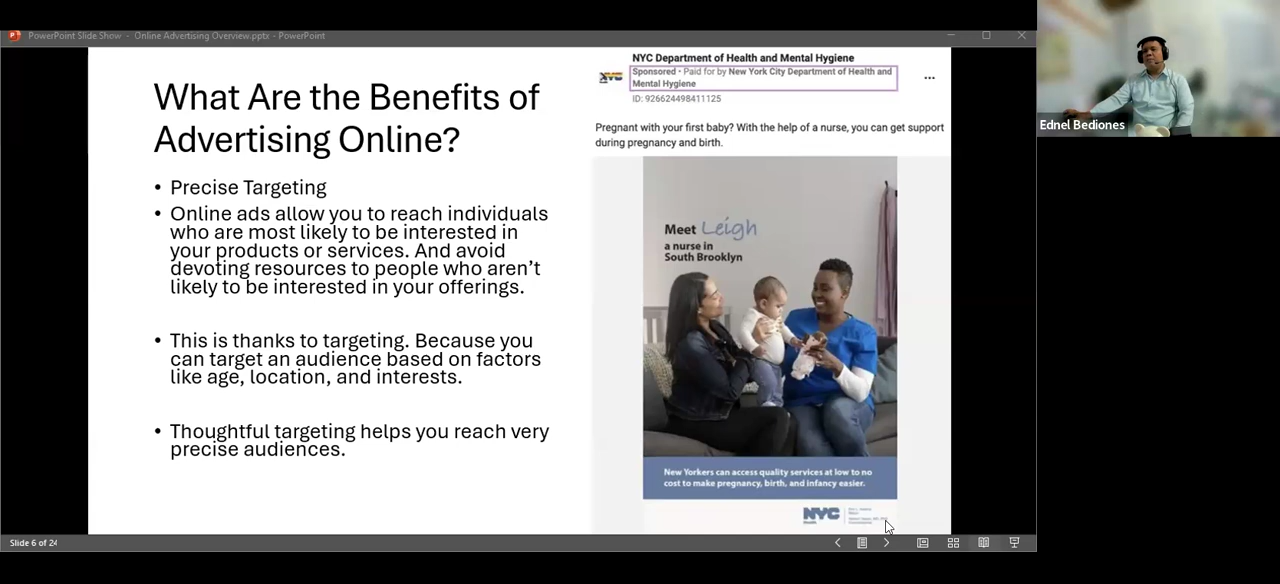 PowerPoint Slide Show - Online Advertising Overview.pptx - PowerPoint
What Are the Benefits of
Advertising Online?
• Precise Targeting
• Online ads allow you to reach individuals
who are most likely to be interested in
your products or services. And avoid
devoting resources to people who aren’t
likely to be interested in your offerings.
• This is thanks to targeting. Because you
can target an audience based on factors
like age, location, and interests.
• Thoughtful targeting helps you reach very
precise audiences.
NYC Department of Health and Mental Hygiene
NYC
Sponsored • Paid for by New York City Department of Health and
Mental Hygiene
ID: 926624498411125
Pregnant with your first baby? With the help of a nurse, you can get support
during pregnancy and birth.
Meet Leigh
a nurse in
South Brooklyn
New Yorkers can access quality services at low to no
cost to make pregnancy, birth, and infancy easier.
NYC
Health
Ednel Bediones
Slide 6 of 24